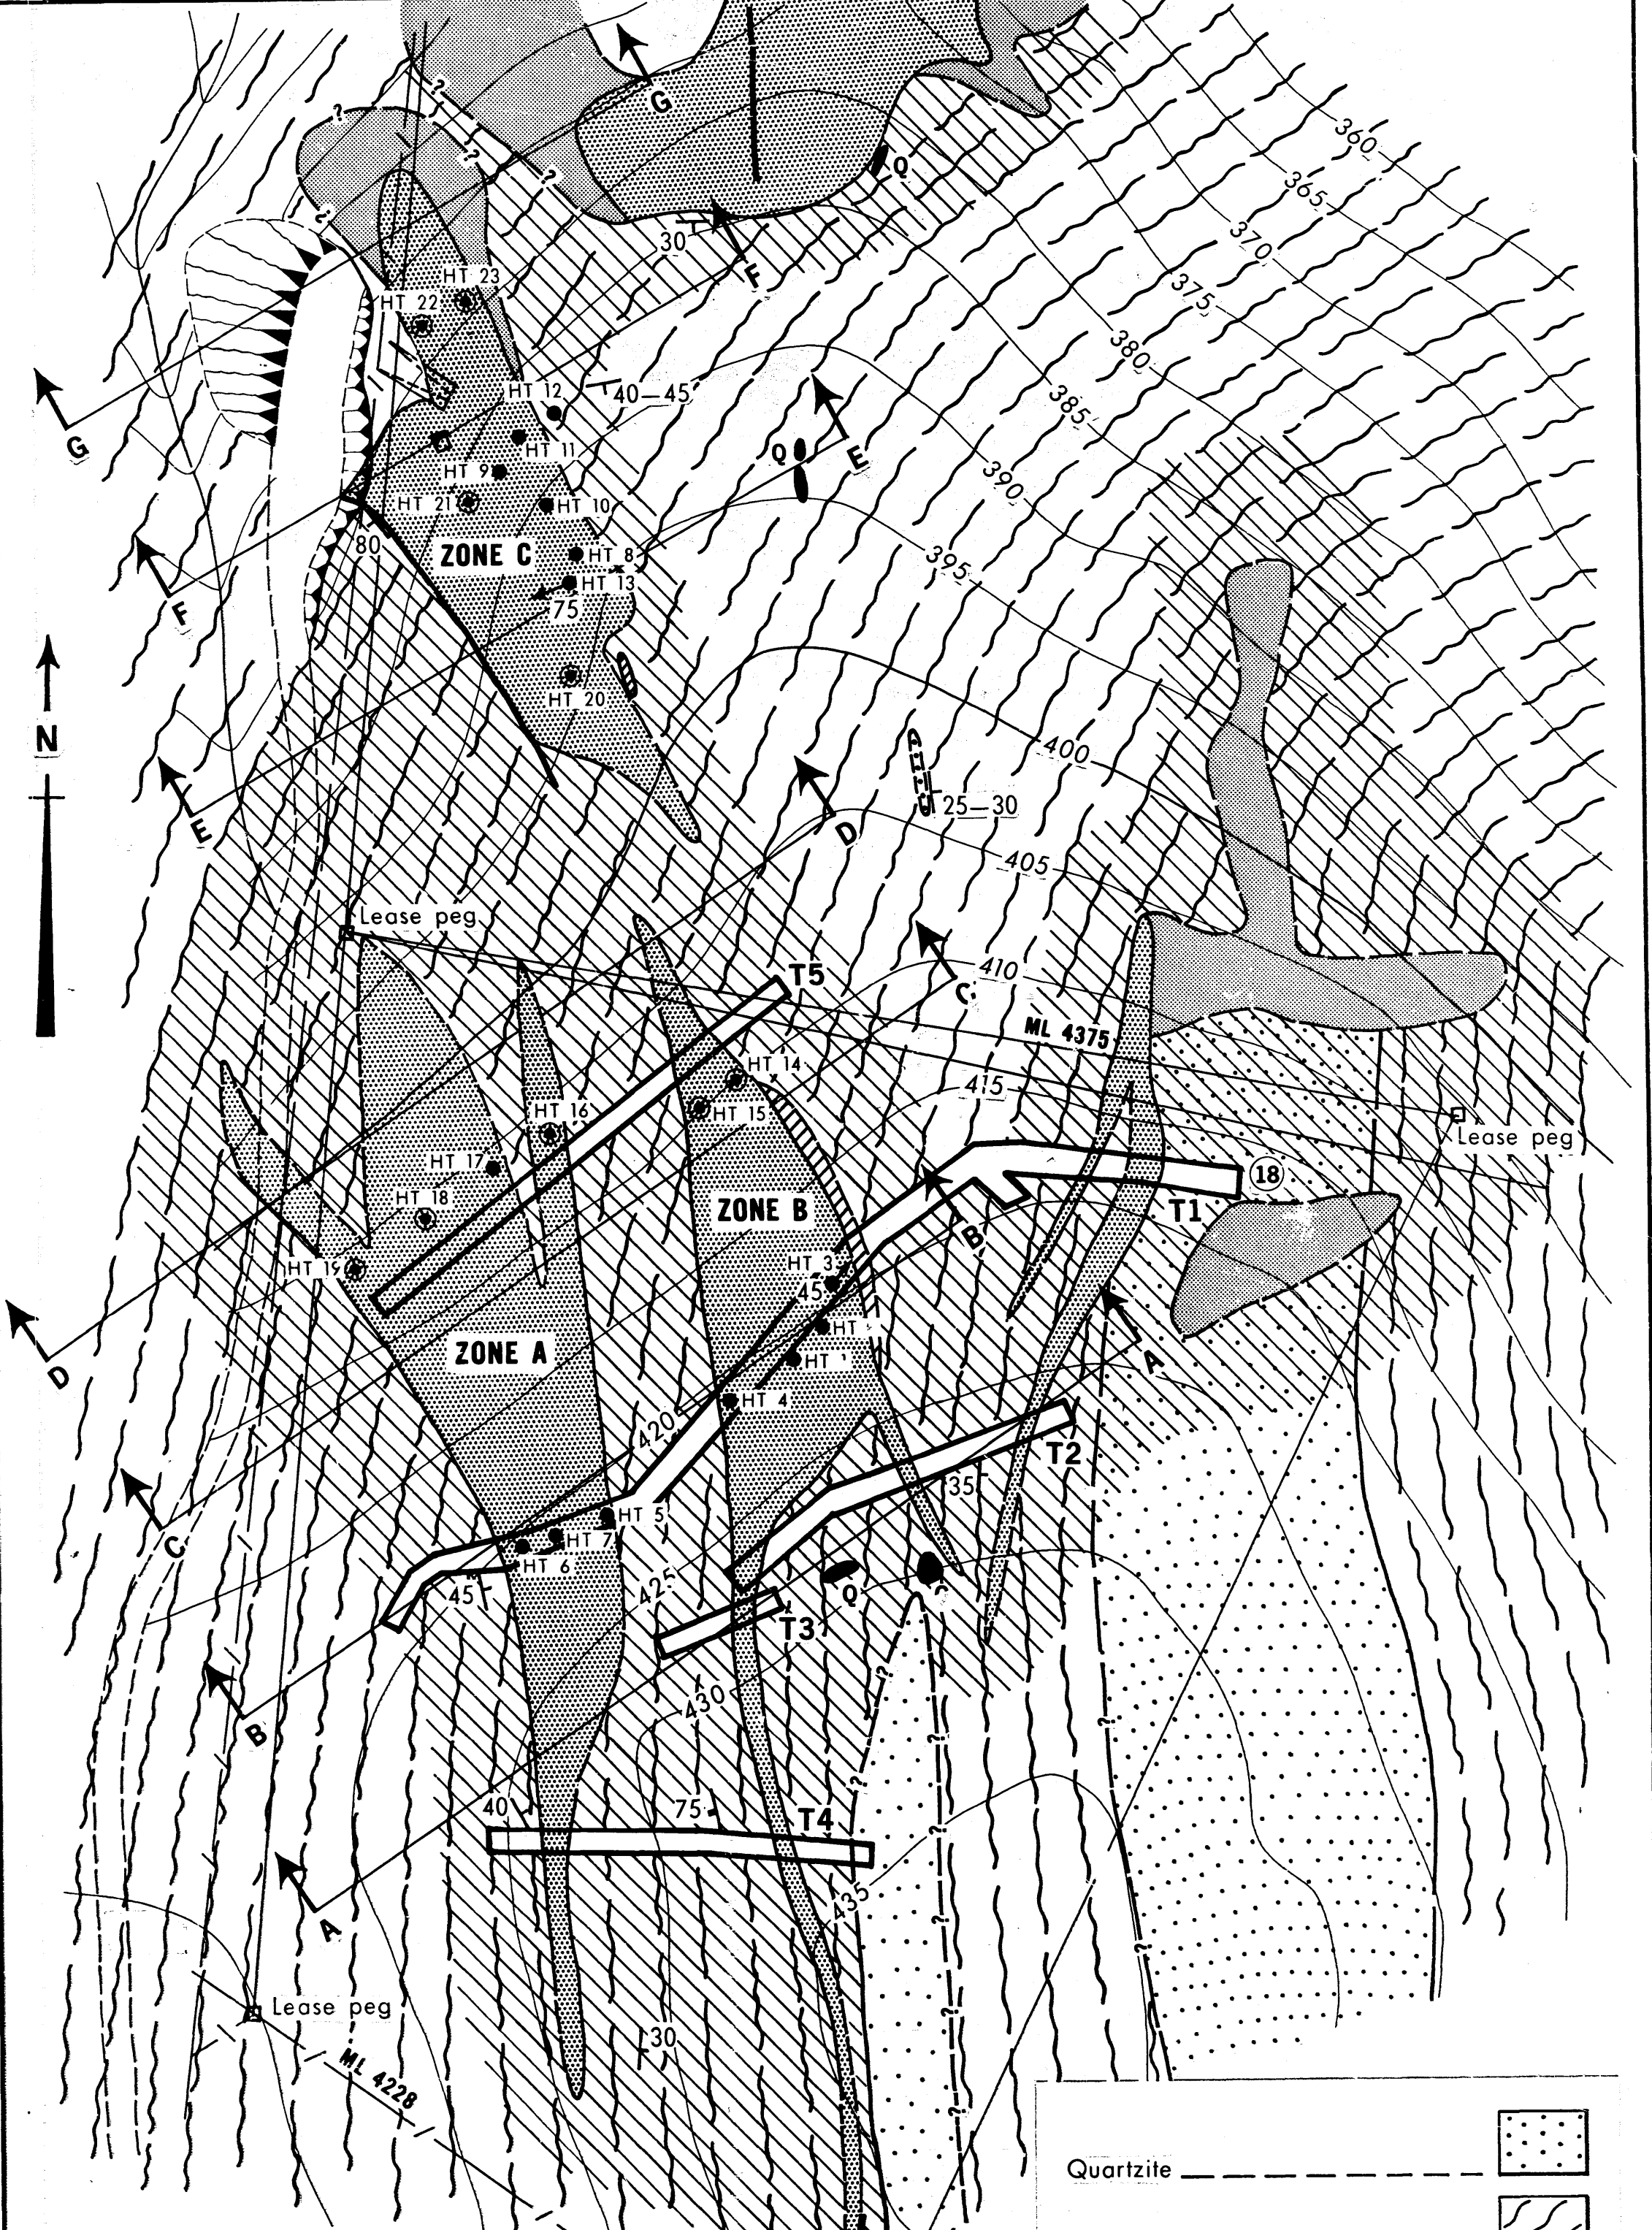 G
Q
360
365
30
F
370
HT 23
HT 22
375
380
HT 12
40—45
385
G
HT 11
Q
E
HT 9
390
HT 21
HT 10
80
ZONE C
HT 8
395
HT 13
75
F
HT 20
N
400
25—30
E
D
405
Lease peg
T5
410
C
ML 4375
HT 14
415
HT 16
HT 15
Lease peg
HT 17
18
HT 18
ZONE B
T1
B
HT 19
HT 3
45
HT
ZONE A
HT 1
A
D
HT 4
420
T2
35
HT 5
C
HT 7
HT 6
425
45
Q
T3
430
B
40
75
T4
435
A
Lease peg
30
ML 4228
Quartzite